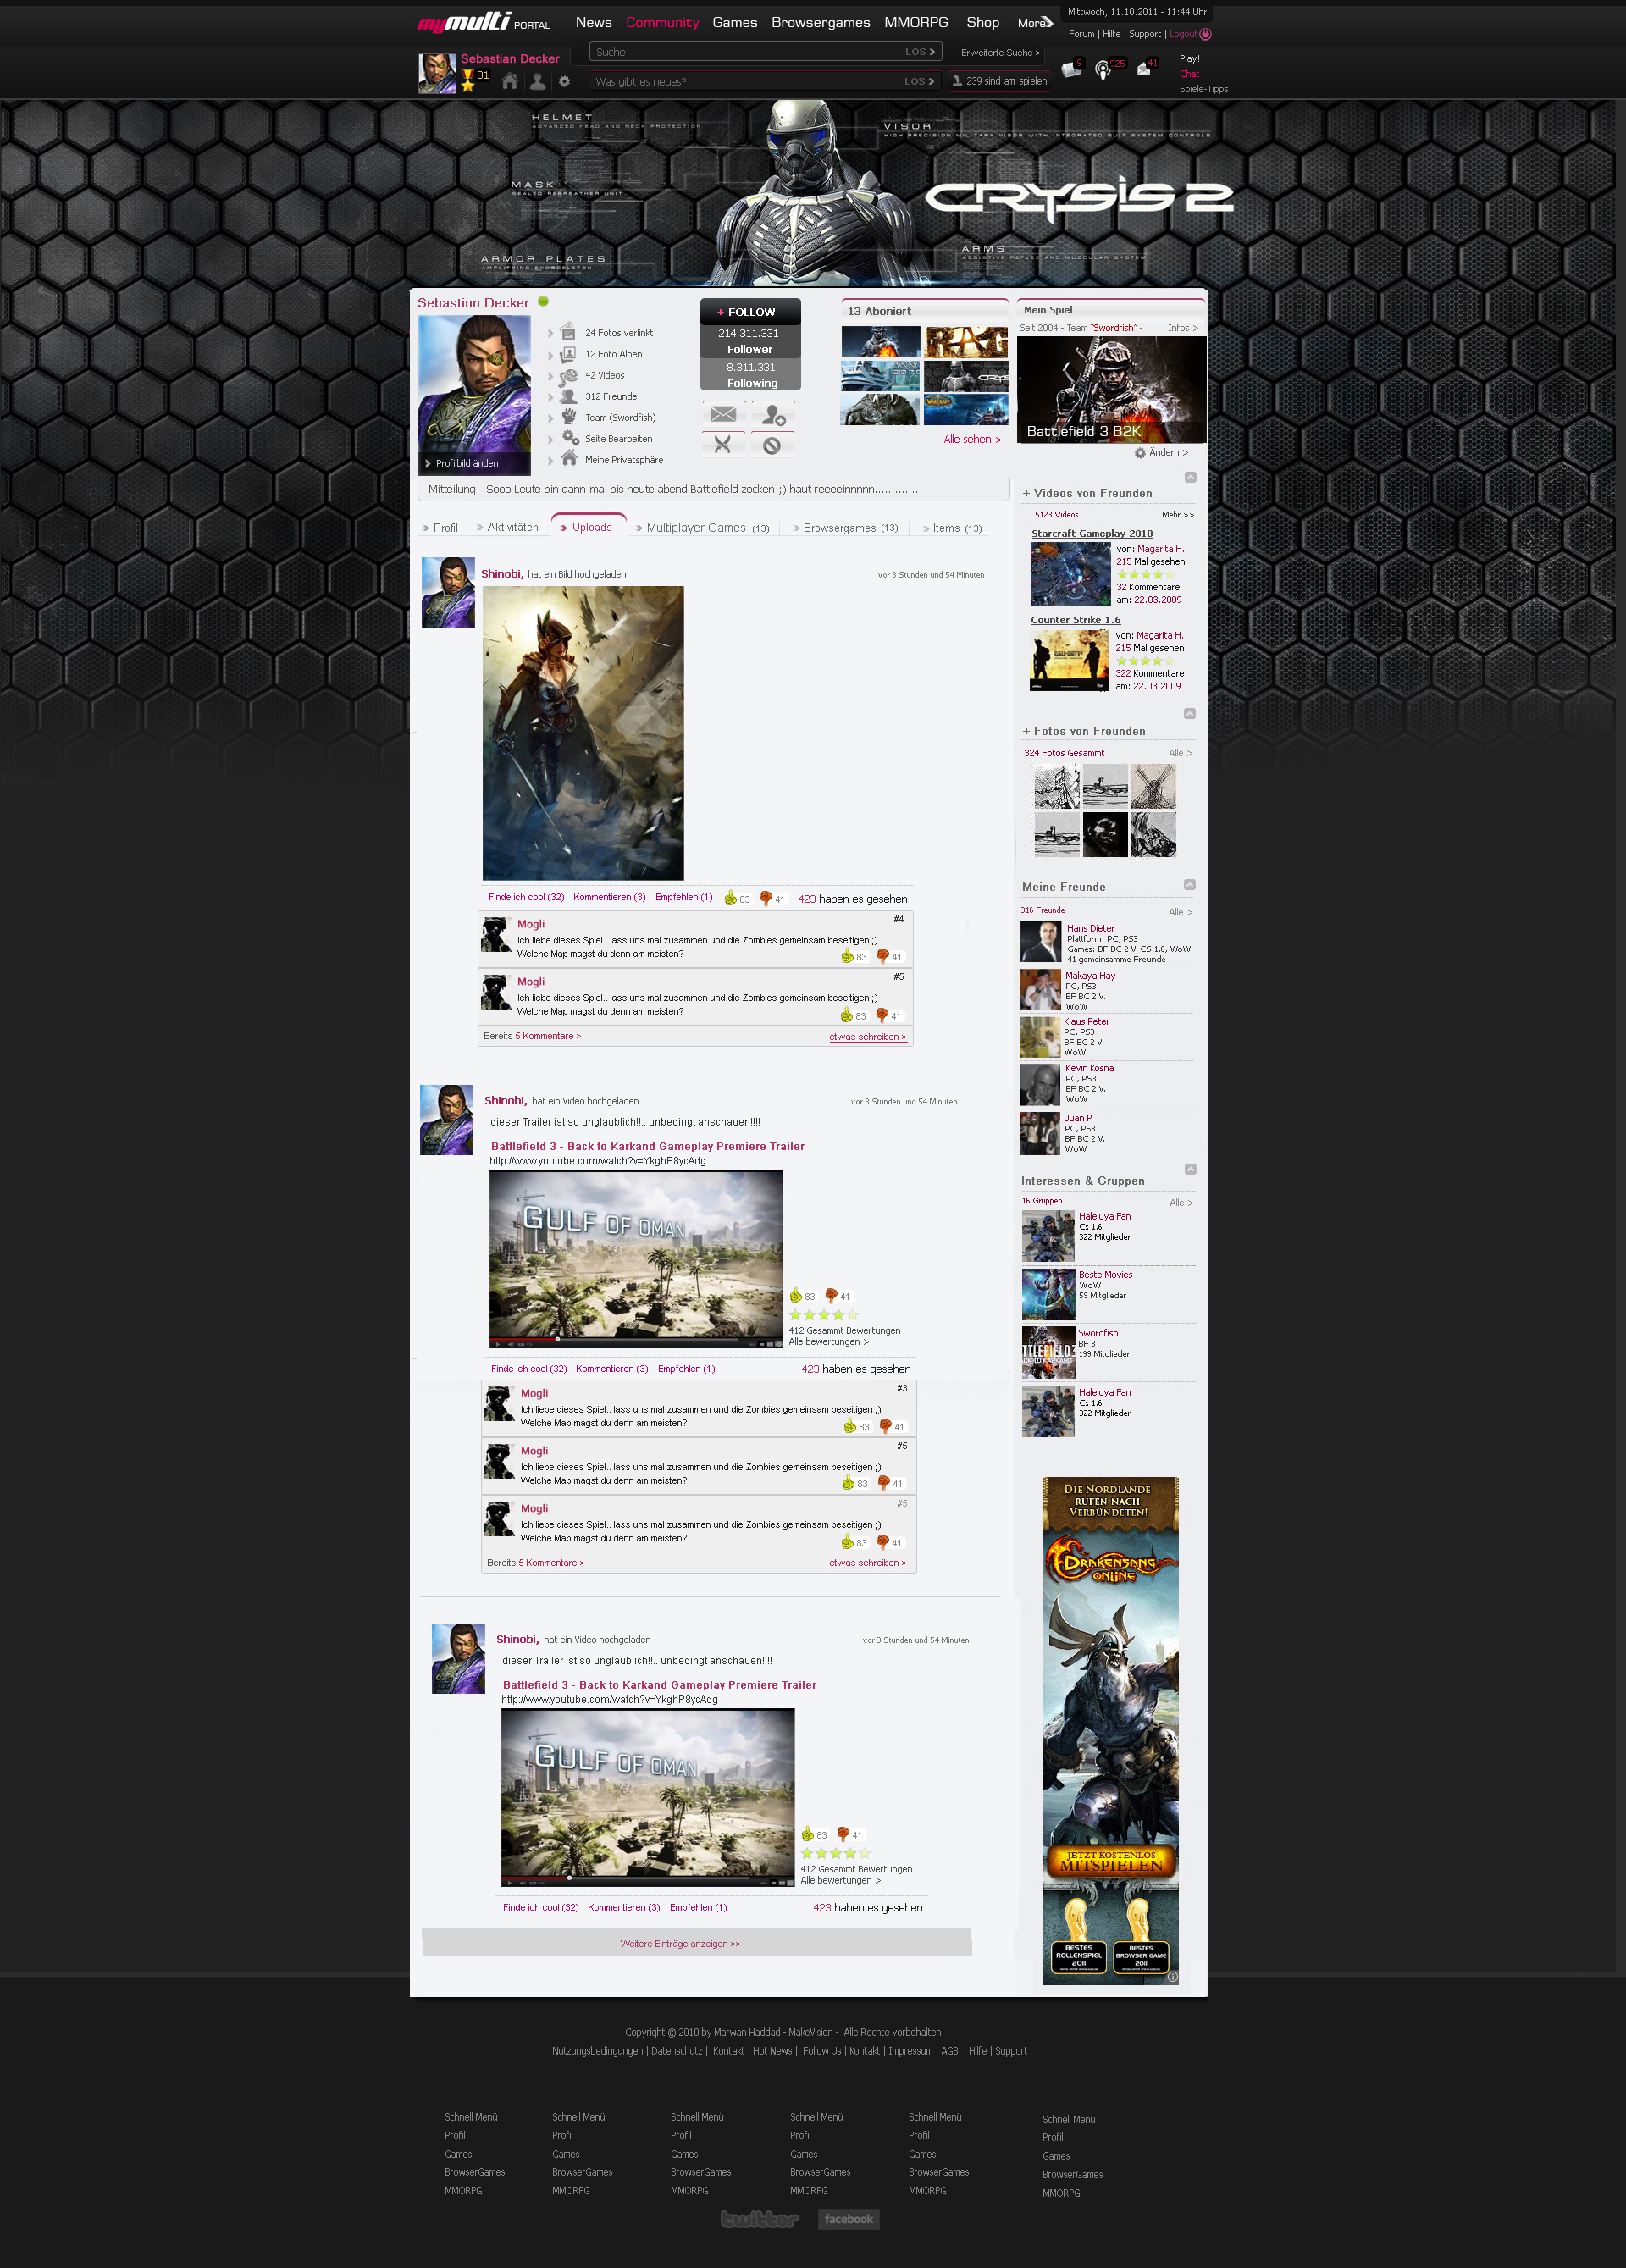 mymulti PORTAL
News Community Games Browsergames MMORPG Shop More
Mittwoch, 11.10.2011 - 11:44 Uhr
Forum | Hilfe | Support | Logout
Suche LOS
Erweiterte Suche »
Sebastian Decker
31
Was gibt es neues? LOS
239 sind am spielen
9
925
41
Play!
Chat
Spiele-Tipps
HELMET
ADVANCED HEAD AND NECK PROTECTION
VISOR
HIGH PRECISION MILITARY VISOR WITH INTEGRATED SUIT SYSTEM CONTROLS
MASK
SEALED REBREATHER UNIT
CRYSIS 2
ARMS
ASSISTIVE REFLEX AND MUSCULAR SYSTEM
ARMOR PLATES
AMPLIFYING EXOSKELETON
Sebastion Decker
Profilbild ändern
24 Fotos verlinkt
12 Foto Alben
42 Videos
312 Freunde
Team (Swordfish)
Seite Bearbeiten
Meine Privatsphäre
+ FOLLOW
214.311.331
Follower
8.311.331
Following
13 Aboniert
Alle sehen >
Mein Spiel
Seit 2004 - Team "Swordfish" - Infos >
Battlefield 3 B2K
Ändern >
Mitteilung: Sooo Leute bin dann mal bis heute abend Battlefield zocken ;) haut reeeeinnnnn.............
Profil Aktivitäten Uploads Multiplayer Games (13) Browsergames (13) Items (13)
Shinobi, hat ein Bild hochgeladen
vor 3 Stunden und 54 Minuten
Finde ich cool (32) Kommentieren (3) Empfehlen (1) 83 41 423 haben es gesehen
Mogli #4
Ich liebe dieses Spiel.. lass uns mal zusammen und die Zombies gemeinsam beseitigen ;)
Welche Map magst du denn am meisten? 83 41
Mogli #5
Ich liebe dieses Spiel.. lass uns mal zusammen und die Zombies gemeinsam beseitigen ;)
Welche Map magst du denn am meisten? 83 41
Bereits 5 Kommentare > etwas schreiben >
Shinobi, hat ein Video hochgeladen
vor 3 Stunden und 54 Minuten
dieser Trailer ist so unglaublich!!.. unbedingt anschauen!!!!
Battlefield 3 - Back to Karkand Gameplay Premiere Trailer
http://www.youtube.com/watch?v=YkghP8ycAdg
GULF OF OMAN
83 41
412 Gesammt Bewertungen
Alle bewertungen >
Finde ich cool (32) Kommentieren (3) Empfehlen (1) 423 haben es gesehen
Mogli #3
Ich liebe dieses Spiel.. lass uns mal zusammen und die Zombies gemeinsam beseitigen ;)
Welche Map magst du denn am meisten? 83 41
Mogli #5
Ich liebe dieses Spiel.. lass uns mal zusammen und die Zombies gemeinsam beseitigen ;)
Welche Map magst du denn am meisten? 83 41
Mogli #5
Ich liebe dieses Spiel.. lass uns mal zusammen und die Zombies gemeinsam beseitigen ;)
Welche Map magst du denn am meisten? 83 41
Bereits 5 Kommentare > etwas schreiben >
Shinobi, hat ein Video hochgeladen
vor 3 Stunden und 54 Minuten
dieser Trailer ist so unglaublich!!.. unbedingt anschauen!!!!
Battlefield 3 - Back to Karkand Gameplay Premiere Trailer
http://www.youtube.com/watch?v=YkghP8ycAdg
GULF OF OMAN
83 41
412 Gesammt Bewertungen
Alle bewertungen >
Finde ich cool (32) Kommentieren (3) Empfehlen (1) 423 haben es gesehen
Weitere Einträge anzeigen >>
+ Videos von Freunden
5123 Videos Mehr >>
Starcraft Gameplay 2010
von: Magarita H.
215 Mal gesehen
32 Kommentare
am: 22.03.2009
Counter Strike 1.6
von: Magarita H.
215 Mal gesehen
322 Kommentare
am: 22.03.2009
+ Fotos von Freunden
324 Fotos Gesammt Alle >
Meine Freunde
316 Freunde Alle >
Hans Dieter
Plattform: PC, PS3
Games: BF BC 2 V. CS 1.6, WoW
41 gemeinsamme Freunde
Makaya Hay
PC, PS3
BF BC 2 V.
WoW
Klaus Peter
PC, PS3
BF BC 2 V.
WoW
Kevin Kosna
PC, PS3
BF BC 2 V.
WoW
Juan P.
PC, PS3
BF BC 2 V.
WoW
Interessen & Gruppen
16 Gruppen Alle >
Haleluya Fan
Cs 1.6
322 Mitglieder
Beste Movies
WoW
59 Mitglieder
Swordfish
BF 3
199 Mitglieder
Haleluya Fan
Cs 1.6
322 Mitglieder
DIE NORDLANDE
RUFEN NACH
VERBÜNDETEN!
DRAKENSANG
ONLINE
JETZT KOSTENLOS
MITSPIELEN
BESTES
ROLLENSPIEL
2011
BESTES
BROWSER GAME
2011
Copyright © 2010 by Marwan Haddad - MakeVision - Alle Rechte vorbehalten.
Nutzungsbedingungen | Datenschutz | Kontakt | Hot News | Follow Us | Kontakt | Impressum | AGB | Hilfe | Support
Schnell Menü Schnell Menü Schnell Menü Schnell Menü Schnell Menü Schnell Menü
Profil Profil Profil Profil Profil Profil
Games Games Games Games Games Games
BrowserGames BrowserGames BrowserGames BrowserGames BrowserGames BrowserGames
MMORPG MMORPG MMORPG MMORPG MMORPG MMORPG
twitter facebook